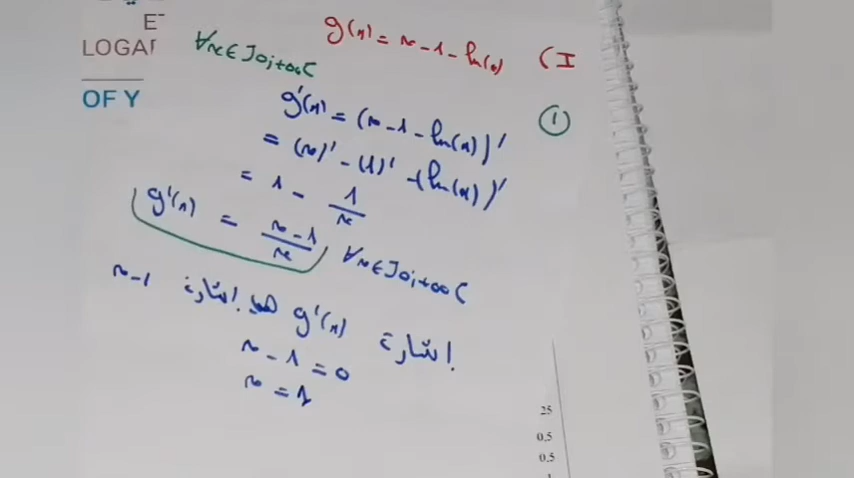 E
LOGAR
OF Y
I) g(x) = x - 1 - ln(x)
∀x∈]0;+∞[
① g'(x) = (x - 1 - ln(x))'
= (x)' - (1)' - (ln(x))'
= 1 - 1/x
g'(x) = (x-1)/x ∀x∈]0;+∞[
إشارة g'(x) هي إشارة x-1
x - 1 = 0
x = 1
25
0.5
0.5